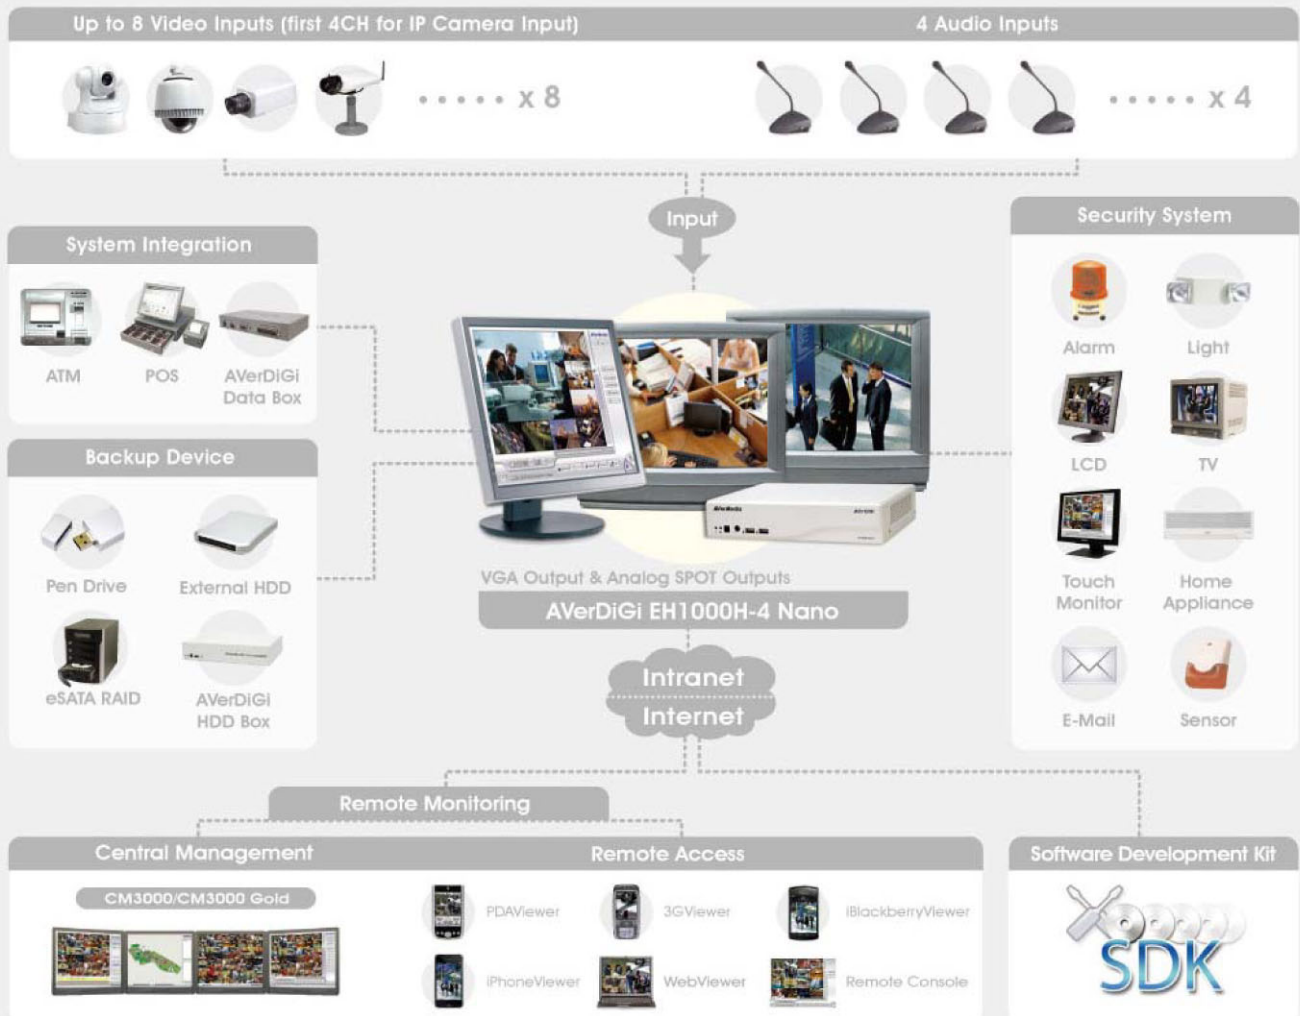 Up to 8 Video Inputs (first 4CH for IP Camera Input)
4 Audio Inputs
x 8
x 4
Input
System Integration
ATM
POS
AVerDiGi
Data Box
Backup Device
Pen Drive
External HDD
eSATA RAID
AVerDiGi
HDD Box
AVerMedia
VGA Output & Analog SPOT Outputs
AVerDiGi EH1000H-4 Nano
Security System
Alarm
Light
LCD
TV
Touch
Monitor
Home
Appliance
E-Mail
Sensor
Intranet
Internet
Remote Monitoring
Central Management
CM3000/CM3000 Gold
Remote Access
PDAViewer
3GViewer
iBlackberryViewer
iPhoneViewer
WebViewer
Remote Console
Software Development Kit
SDK